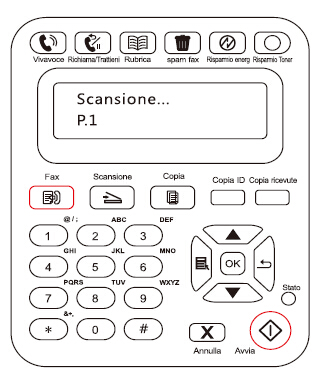 Vivavoce Richiama/Trattieni Rubrica spam fax Risparmio energ Risparmio Toner
Scansione...
P.1
Fax Scansione Copia Copia ID Copia ricevute
@/; ABC DEF
1 2 3
GHI JKL MNO
4 5 6
OK
PQRS TUV WXYZ
7 8 9
Stato
&+,
* 0 #
X
Annulla Avvia